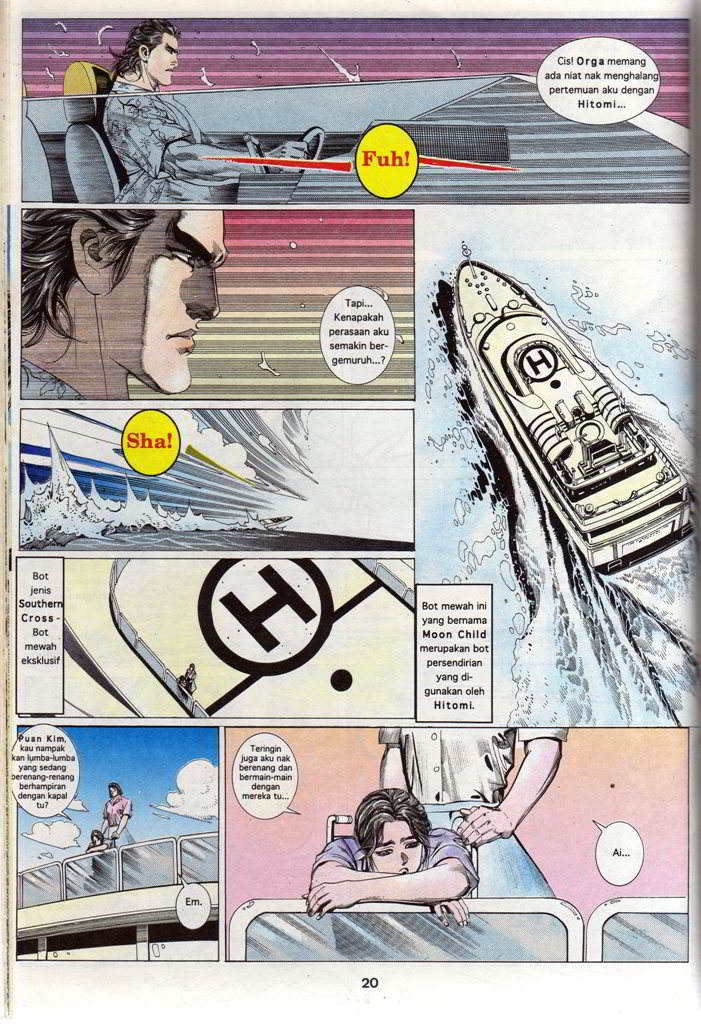 Cis! Orga memang
ada niat nak menghalang
pertemuan aku dengan
Hitomi...
Fuh!
Tapi...
Kenapakah
perasaan aku
semakin ber-
gemuruh...?
Sha!
H
Bot
jenis
Southern
Cross -
Bot
mewah
eksklusif
H
Bot mewah ini
yang bernama
Moon Child
merupakan bot
persendirian
yang di-
gunakan oleh
Hitomi.
Puan Kim,
kau nampak
kan lumba-lumba
yang sedang
berenang-renang
berhampiran
dengan kapal
tu?
Em.
Teringin
juga aku nak
berenang dan
bermain-main
dengan
mereka tu...
Ai...
20